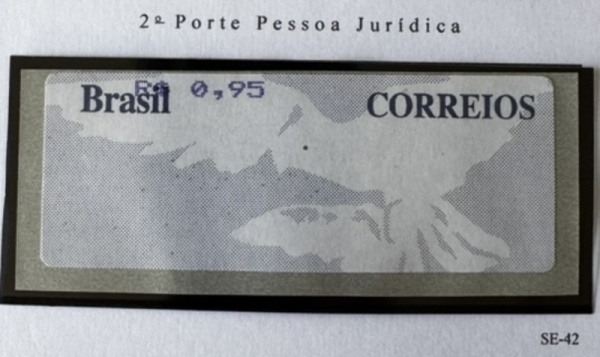 2º Porte Pessoa Jurídica
R$ 0,95
Brasil CORREIOS
SE-42